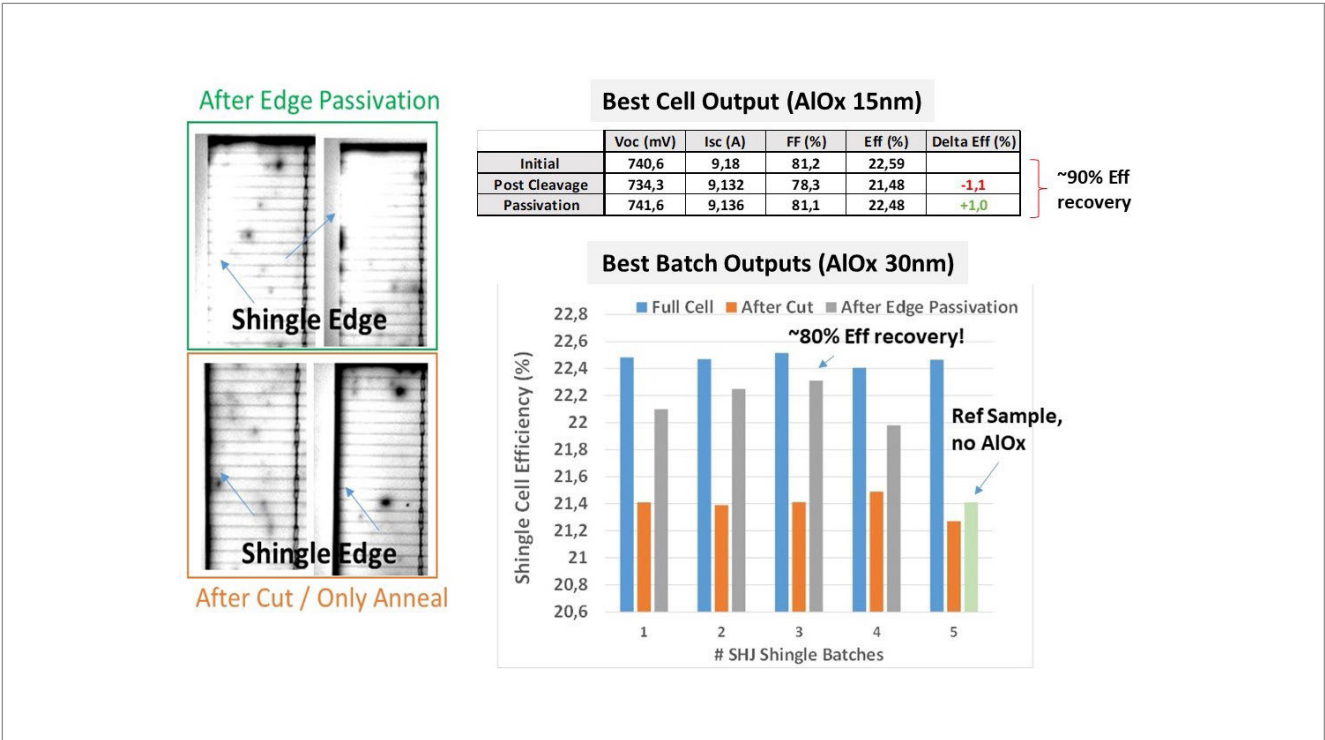 After Edge Passivation
Shingle Edge
Shingle Edge
After Cut / Only Anneal
Best Cell Output (AlOx 15nm)
Voc (mV) Isc (A) FF (%) Eff (%) Delta Eff (%)
Initial 740,6 9,18 81,2 22,59
Post Cleavage 734,3 9,132 78,3 21,48 -1,1
Passivation 741,6 9,136 81,1 22,48 +1,0
~90% Eff
recovery
Best Batch Outputs (AlOx 30nm)
Full Cell After Cut After Edge Passivation
~80% Eff recovery!
Ref Sample,
no AlOx
Shingle Cell Efficiency (%)
22,8
22,6
22,4
22,2
22
21,8
21,6
21,4
21,2
21
20,8
20,6
1 2 3 4 5
# SHJ Shingle Batches